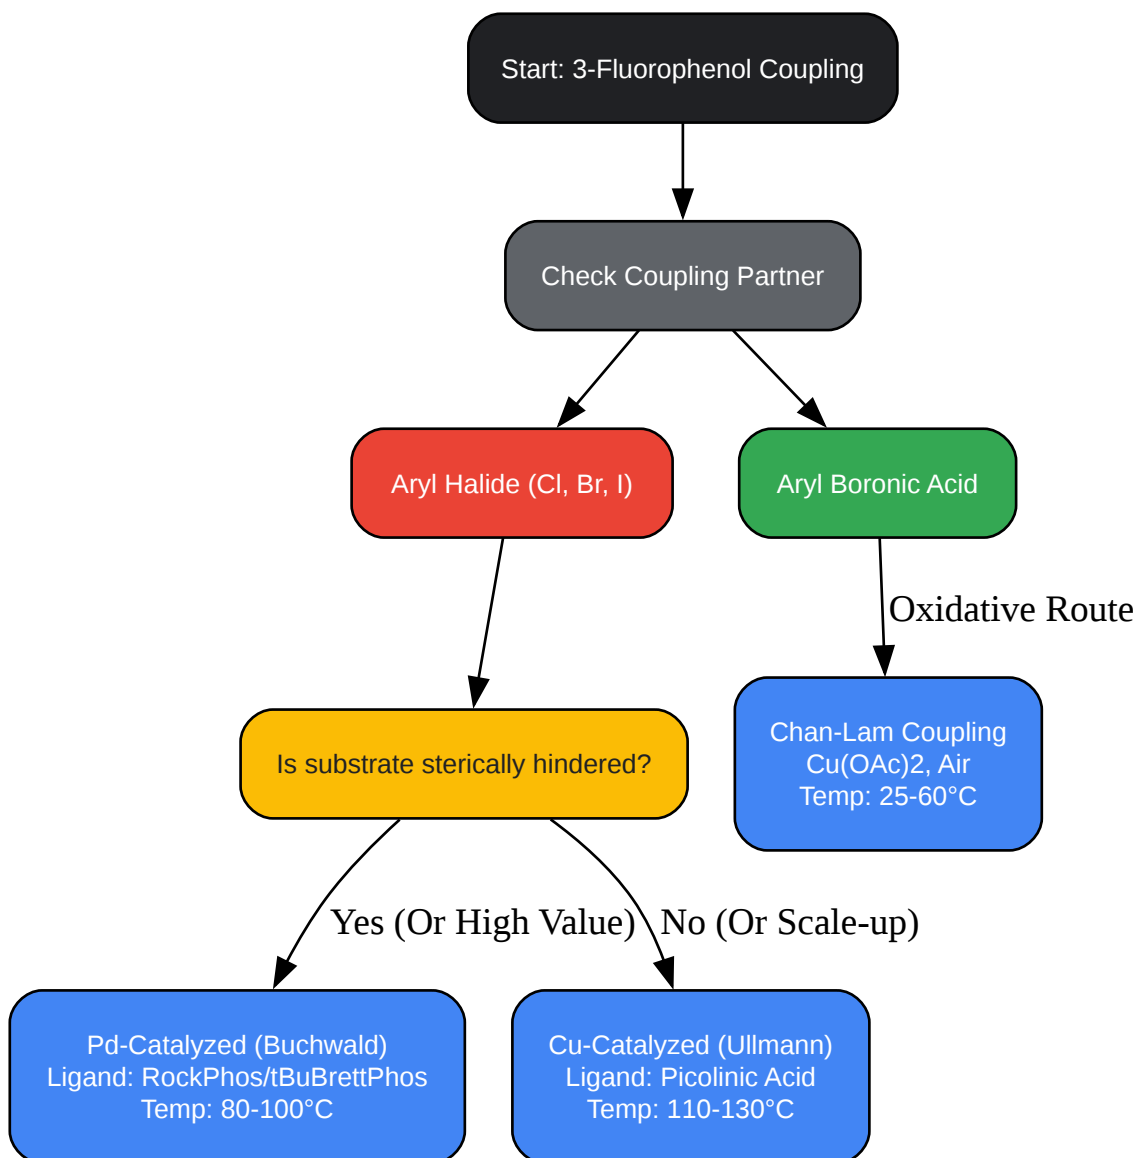 Start: 3-Fluorophenol Coupling
Check Coupling Partner
Aryl Halide (Cl, Br, I)
Aryl Boronic Acid
Oxidative Route
Is substrate sterically hindered?
Chan-Lam Coupling
Cu(OAc)2, Air
Temp: 25-60°C
Yes (Or High Value)
No (Or Scale-up)
Pd-Catalyzed (Buchwald)
Ligand: RockPhos/tBuBrettPhos
Temp: 80-100°C
Cu-Catalyzed (Ullmann)
Ligand: Picolinic Acid
Temp: 110-130°C